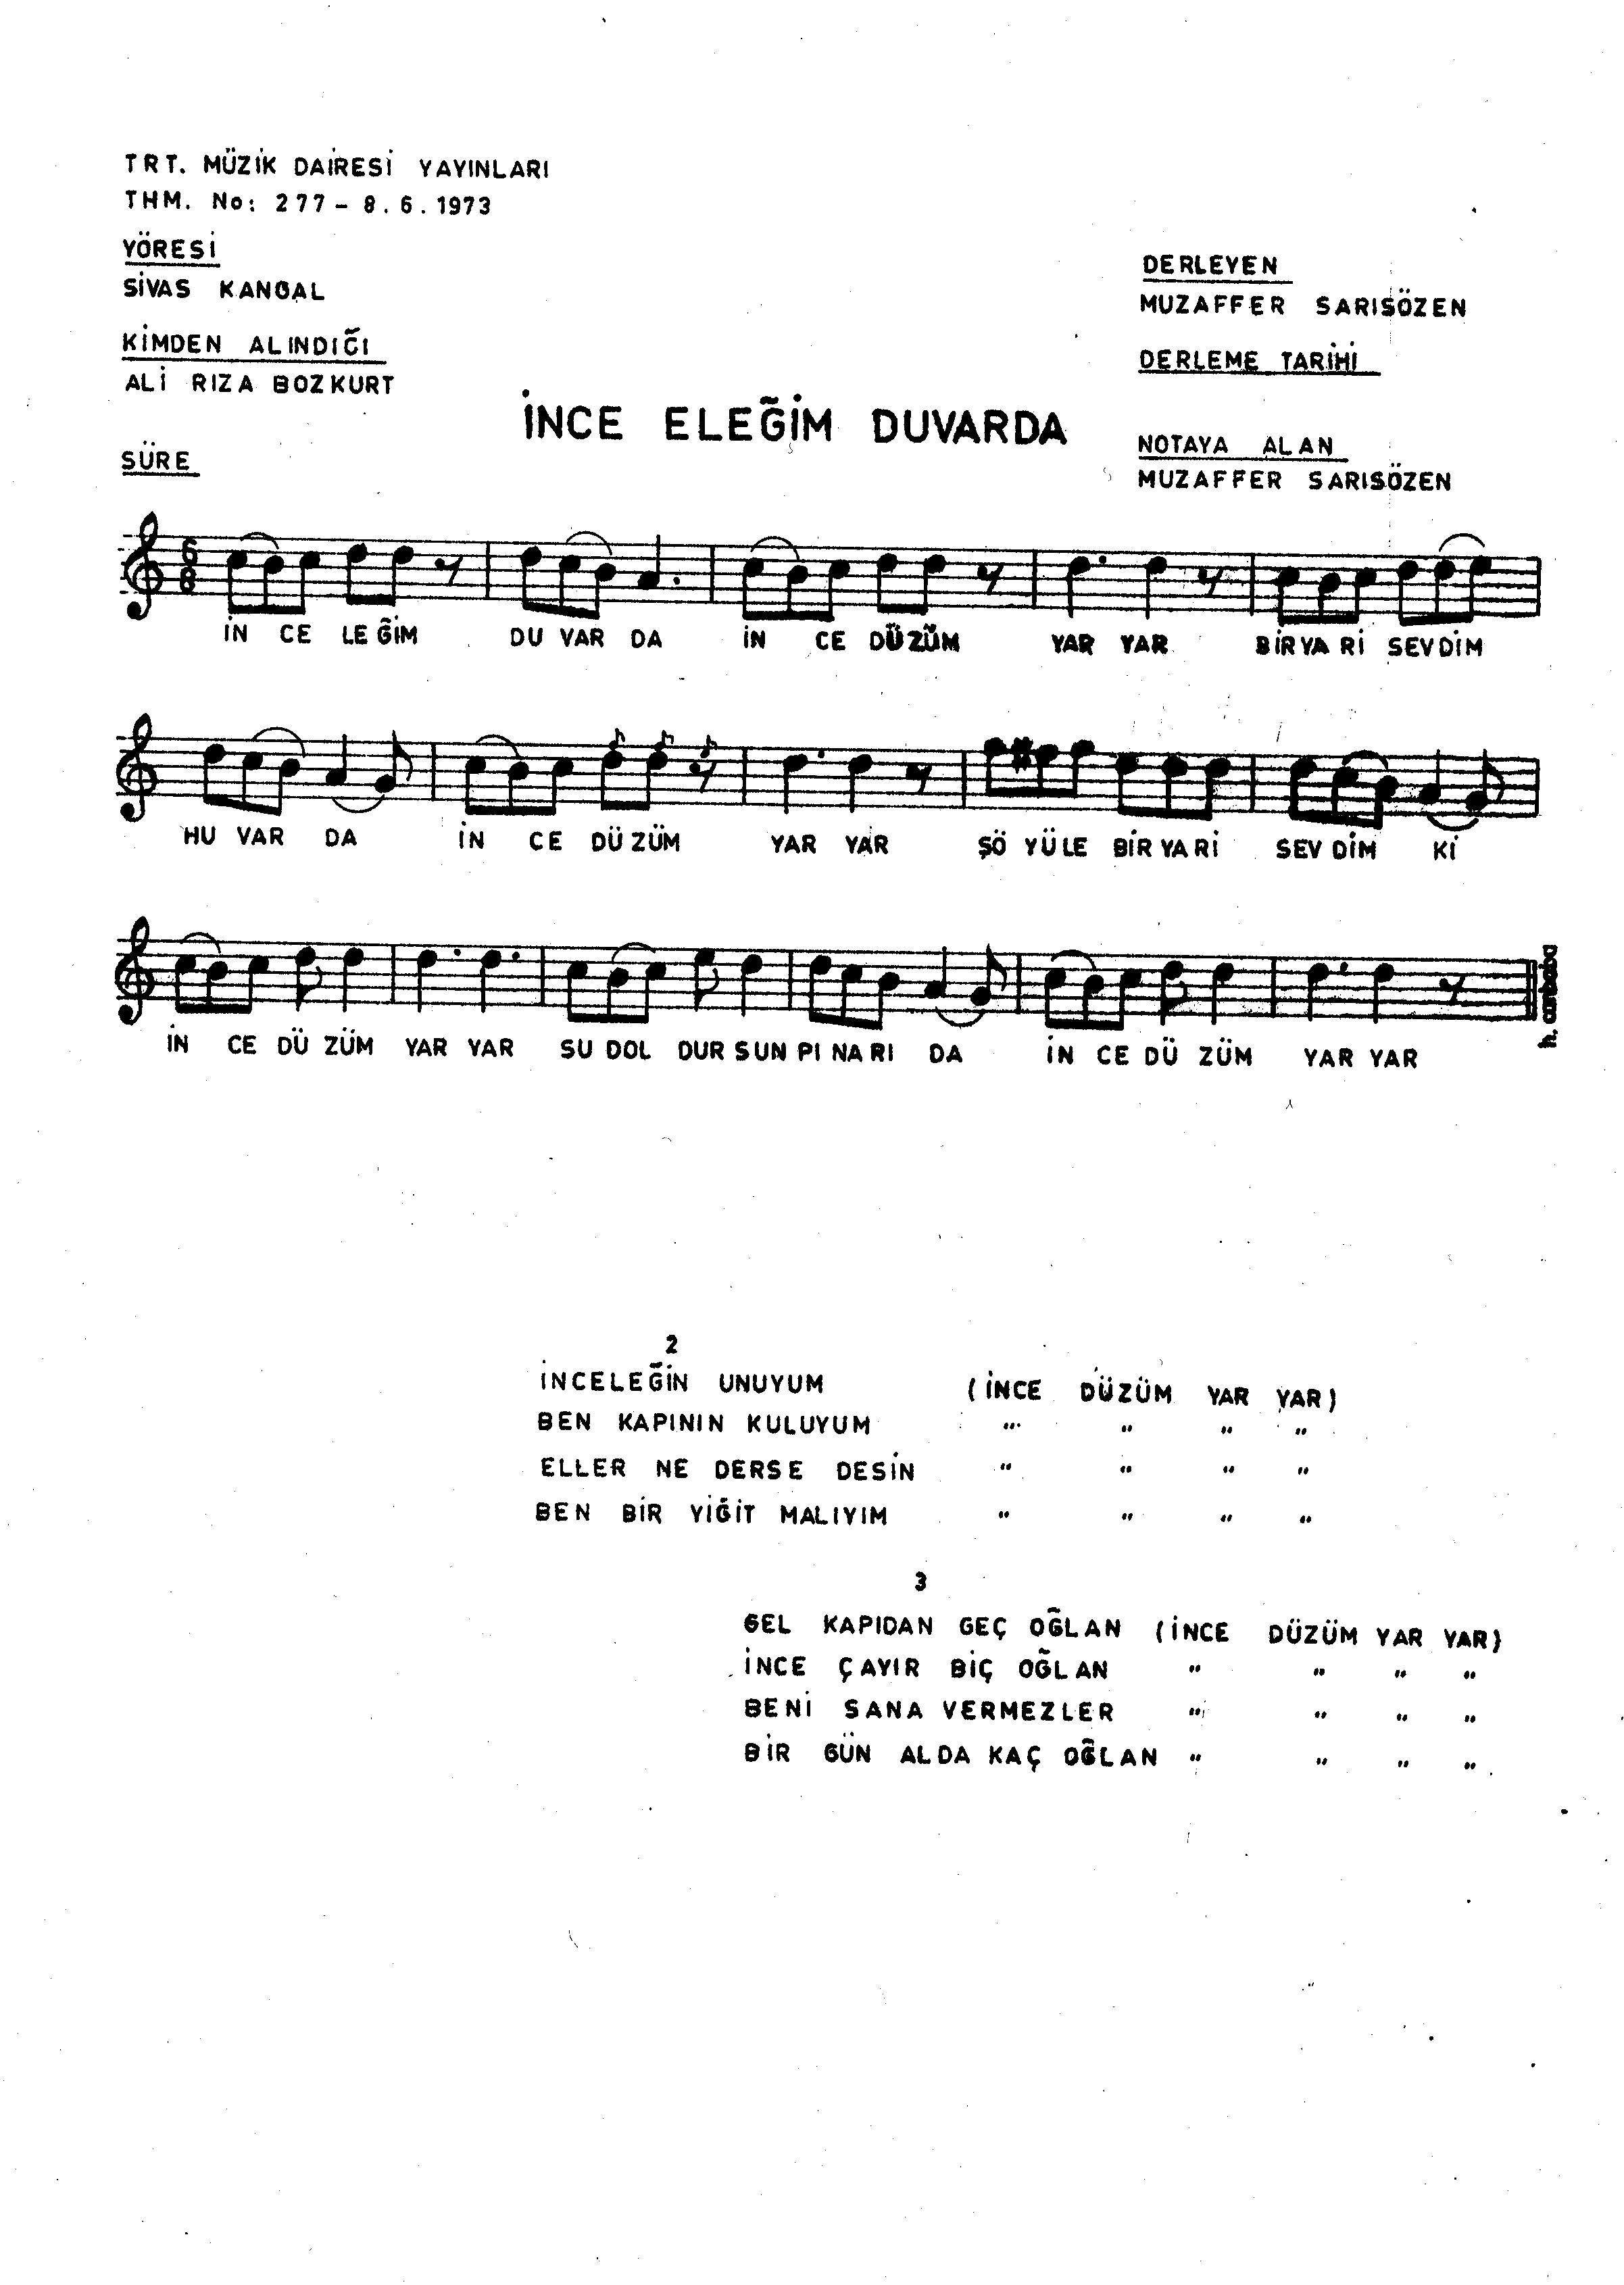 TRT. MÜZİK DAİRESİ YAYINLARI
THM. No: 277 – 8.6.1973
YÖRESİ
SİVAS KANGAL
KİMDEN ALINDIĞI
ALİ RIZA BOZKURT
SÜRE
DERLEYEN
MUZAFFER SARISÖZEN
DERLEME TARİHİ
NOTAYA ALAN
MUZAFFER SARISÖZEN
İNCE ELEĞİM DUVARDA
6
8
İN CE LE ĞİM DU VAR DA İN CE DÜ ZÜM YAR YAR BİR YA Rİ SEV DİM
HU VAR DA İN CE DÜ ZÜM YAR YAR ŞÖ YÜ LE BİR YA Rİ SEV DİM Kİ
İN CE DÜ ZÜM YAR YAR SU DOL DUR SUN PI NA RI DA İN CE DÜ ZÜM YAR YAR
2
İNCELEĞİN UNUYUM (İNCE DÜZÜM YAR YAR)
BEN KAPININ KULUYUM " " " "
ELLER NE DERSE DESİN " " " "
BEN BİR YİĞİT MALIYIM " " " "
3
GEL KAPIDAN GEÇ OĞLAN (İNCE DÜZÜM YAR YAR)
İNCE ÇAYIR BİÇ OĞLAN " " " "
BENİ SANA VERMEZLER " " " "
BİR GÜN ALDA KAÇ OĞLAN " " " " .